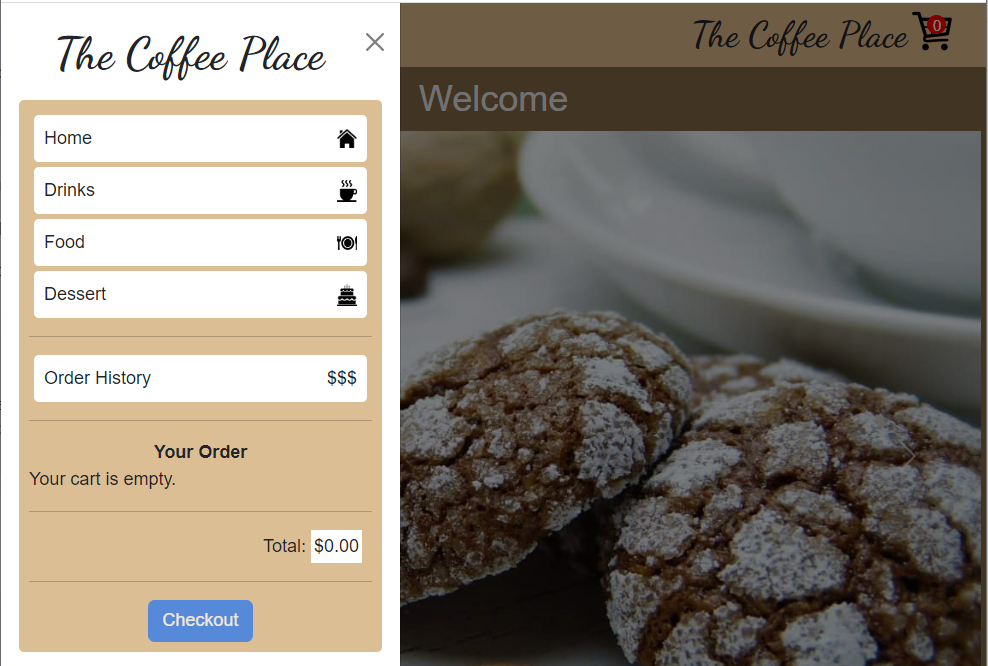 The Coffee Place
Home
Drinks
Food
Dessert
Order History $$$
Your Order
Your cart is empty.
Total: $0.00
Checkout
The Coffee Place 0
Welcome